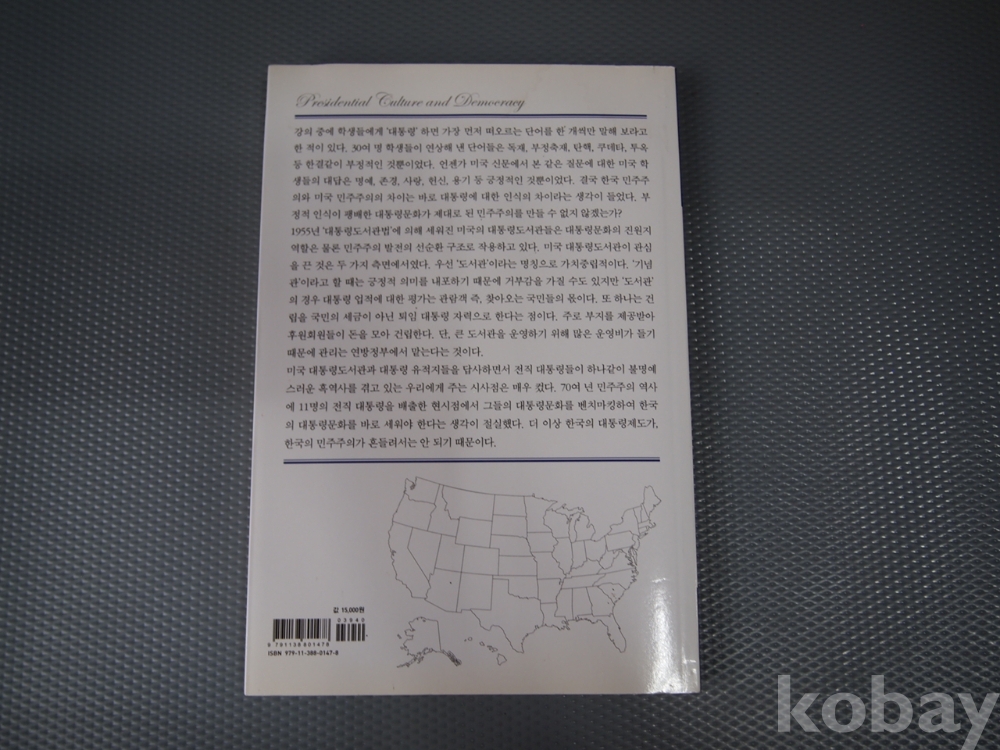 Presidential Culture and Democracy
강의 중에 학생들에게 '대통령' 하면 가장 먼저 떠오르는 단어를 한 개씩만 말해 보라고
한 적이 있다. 30여 명 학생들이 연상해 낸 단어들은 독재, 부정축재, 탄핵, 쿠데타, 투옥
등 한결같이 부정적인 것뿐이었다. 언젠가 미국 신문에서 본 같은 질문에 대한 미국 학
생들의 대답은 명예, 존경, 사랑, 헌신, 용기 등 긍정적인 것뿐이었다. 결국 한국 민주주
의와 미국 민주주의의 차이는 바로 대통령에 대한 인식의 차이라는 생각이 들었다. 부
정적 인식이 팽배한 대통령문화가 제대로 된 민주주의를 만들 수 없지 않겠는가?
1955년 '대통령도서관법'에 의해 세워진 미국의 대통령도서관들은 대통령문화의 진원지
역할은 물론 민주주의 발전의 선순환 구조로 작용하고 있다. 미국 대통령도서관이 관심
을 끈 것은 두 가지 측면에서였다. 우선 '도서관'이라는 명칭으로 가치중립적이다. '기념
관'이라고 할 때는 긍정적 의미를 내포하기 때문에 거부감을 가질 수도 있지만 '도서관'
의 경우 대통령 업적에 대한 평가는 관람객 즉, 찾아오는 국민들의 몫이다. 또 하나는 건
립을 국민의 세금이 아닌 퇴임 대통령 자력으로 한다는 점이다. 주로 부지를 제공받아
후원회원들이 돈을 모아 건립한다. 단, 큰 도서관을 운영하기 위해 많은 운영비가 들기
때문에 관리는 연방정부에서 맡는다는 것이다.
미국 대통령도서관과 대통령 유적지들을 답사하면서 전직 대통령들이 하나같이 불명예
스러운 흑역사를 겪고 있는 우리에게 주는 시사점은 매우 컸다. 70여 년 민주주의 역사
에 11명의 전직 대통령을 배출한 현시점에서 그들의 대통령문화를 벤치마킹하여 한국
의 대통령문화를 바로 세워야 한다는 생각이 절실했다. 더 이상 한국의 대통령제도가,
한국의 민주주의가 흔들려서는 안 되기 때문이다.
값 15,000원
03940
9 791138 801478
ISBN 979-11-388-0147-8
kobay